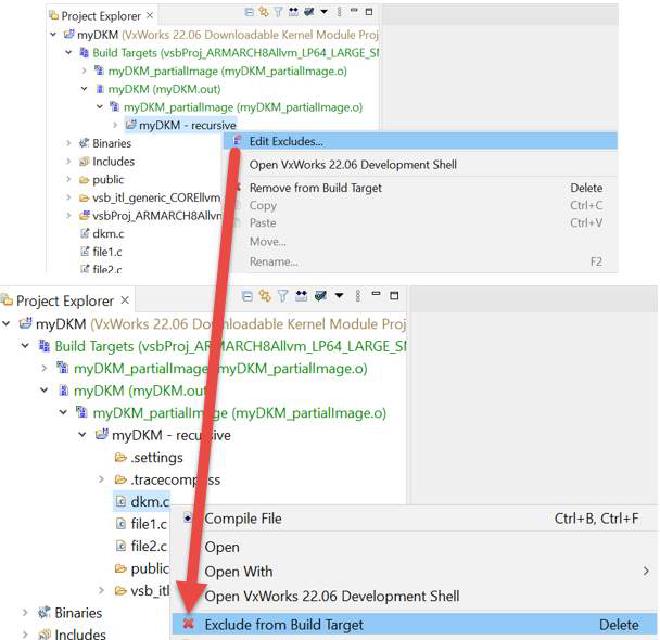 Project Explorer
myDKM (VxWorks 22.06 Downloadable Kernel Module Proj
Build Targets (vsbProj_ARMARCH8Allvm_LP64_LARGE_SM
myDKM_partialImage (myDKM_partialImage.o)
myDKM (myDKM.out)
myDKM_partialImage (myDKM_partialImage.o)
myDKM - recursive
Edit Excludes...
Binaries
Open VxWorks 22.06 Development Shell
Includes
public
Remove from Build Target Delete
vsb_itl_generic_COREllvm
Copy Ctrl+C
vsbProj_ARMARCH8Allvm
Paste Ctrl+V
dkm.c
Move...
file1.c
Rename... F2
file2.c
Project Explorer
myDKM (VxWorks 22.06 Downloadable Kernel Module Proj
Build Targets (vsbProj_ARMARCH8Allvm_LP64_LARGE_SM
myDKM_partialImage (myDKM_partialImage.o)
myDKM (myDKM.out
myDKM_partialImage (myDKM_partialImage.o)
myDKM - recursive
.settings
.tracecompass
dkm.c
Compile File Ctrl+B, Ctrl+F
file1.c
Open
file2.c
Open With
public
Open VxWorks 22.06 Development Shell
vsb_itl
Binaries
Exclude from Build Target Delete
Includes